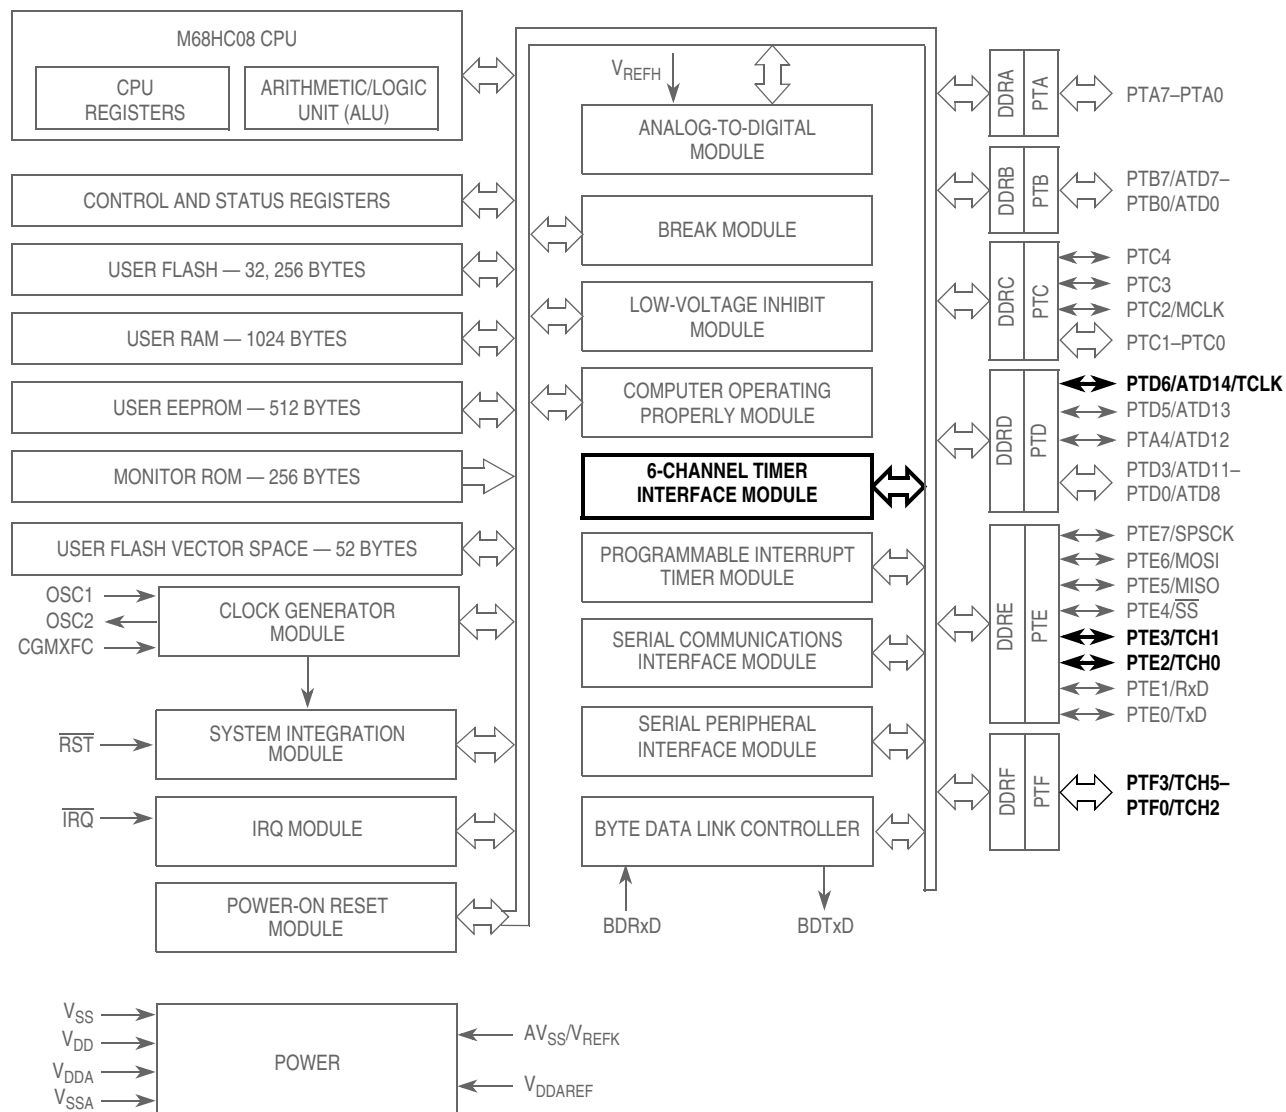 M68HC08 CPU
CPU
REGISTERS
ARITHMETIC/LOGIC
UNIT (ALU)
CONTROL AND STATUS REGISTERS
USER FLASH — 32, 256 BYTES
USER RAM — 1024 BYTES
USER EEPROM — 512 BYTES
MONITOR ROM — 256 BYTES
USER FLASH VECTOR SPACE — 52 BYTES
OSC1
OSC2
CGMXFC
CLOCK GENERATOR
MODULE
RST
SYSTEM INTEGRATION
MODULE
IRQ
IRQ MODULE
POWER-ON RESET
MODULE
VSS
VDD
VDDA
VSSA
POWER
AVSS/VREFK
VDDAREF
VREFH
ANALOG-TO-DIGITAL
MODULE
BREAK MODULE
LOW-VOLTAGE INHIBIT
MODULE
COMPUTER OPERATING
PROPERLY MODULE
6-CHANNEL TIMER
INTERFACE MODULE
PROGRAMMABLE INTERRUPT
TIMER MODULE
SERIAL COMMUNICATIONS
INTERFACE MODULE
SERIAL PERIPHERAL
INTERFACE MODULE
BYTE DATA LINK CONTROLLER
BDRxD
BDTxD
DDRA
PTA
PTA7–PTA0
DDRB
PTB
PTB7/ATD7–
PTB0/ATD0
DDRC
PTC
PTC4
PTC3
PTC2/MCLK
PTC1–PTC0
DDRD
PTD
PTD6/ATD14/TCLK
PTD5/ATD13
PTA4/ATD12
PTD3/ATD11–
PTD0/ATD8
DDRE
PTE
PTE7/SPSCK
PTE6/MOSI
PTE5/MISO
PTE4/SS
PTE3/TCH1
PTE2/TCH0
PTE1/RxD
PTE0/TxD
DDRF
PTF
PTF3/TCH5–
PTF0/TCH2